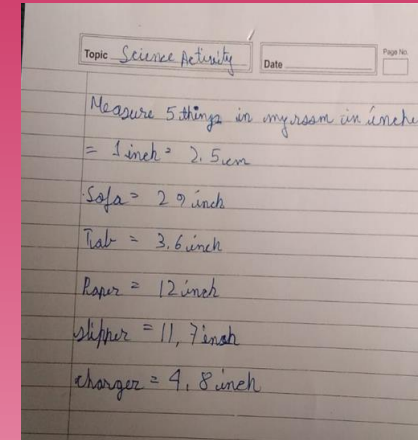 Topic Science Activity
Date
Page No.
Measure 5 things in my room in inche
= 1 inch = 2.5 cm
Sofa = 29 inch
Tab = 3.6 inch
Paper = 12 inch
slipper = 11, 7 inch
charger = 4. 8 inch